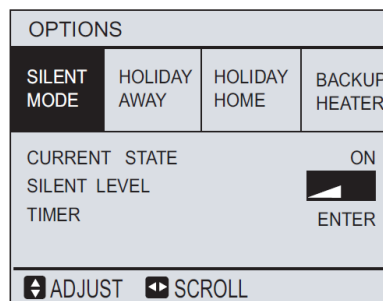 OPTIONS
SILENT MODE
HOLIDAY AWAY
HOLIDAY HOME
BACKUP HEATER
CURRENT STATE ON
SILENT LEVEL
TIMER ENTER
ADJUST SCROLL